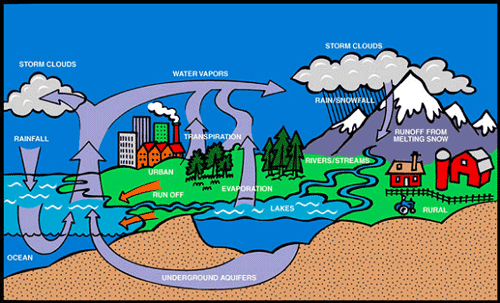 STORM CLOUDS
STORM CLOUDS
WATER VAPORS
RAIN/SNOWFALL
RAINFALL
TRANSPIRATION
RUNOFF FROM
MELTING SNOW
URBAN
RIVERS/STREAMS
RUN OFF
EVAPORATION
LAKES
RURAL
OCEAN
UNDERGROUND AQUIFERS